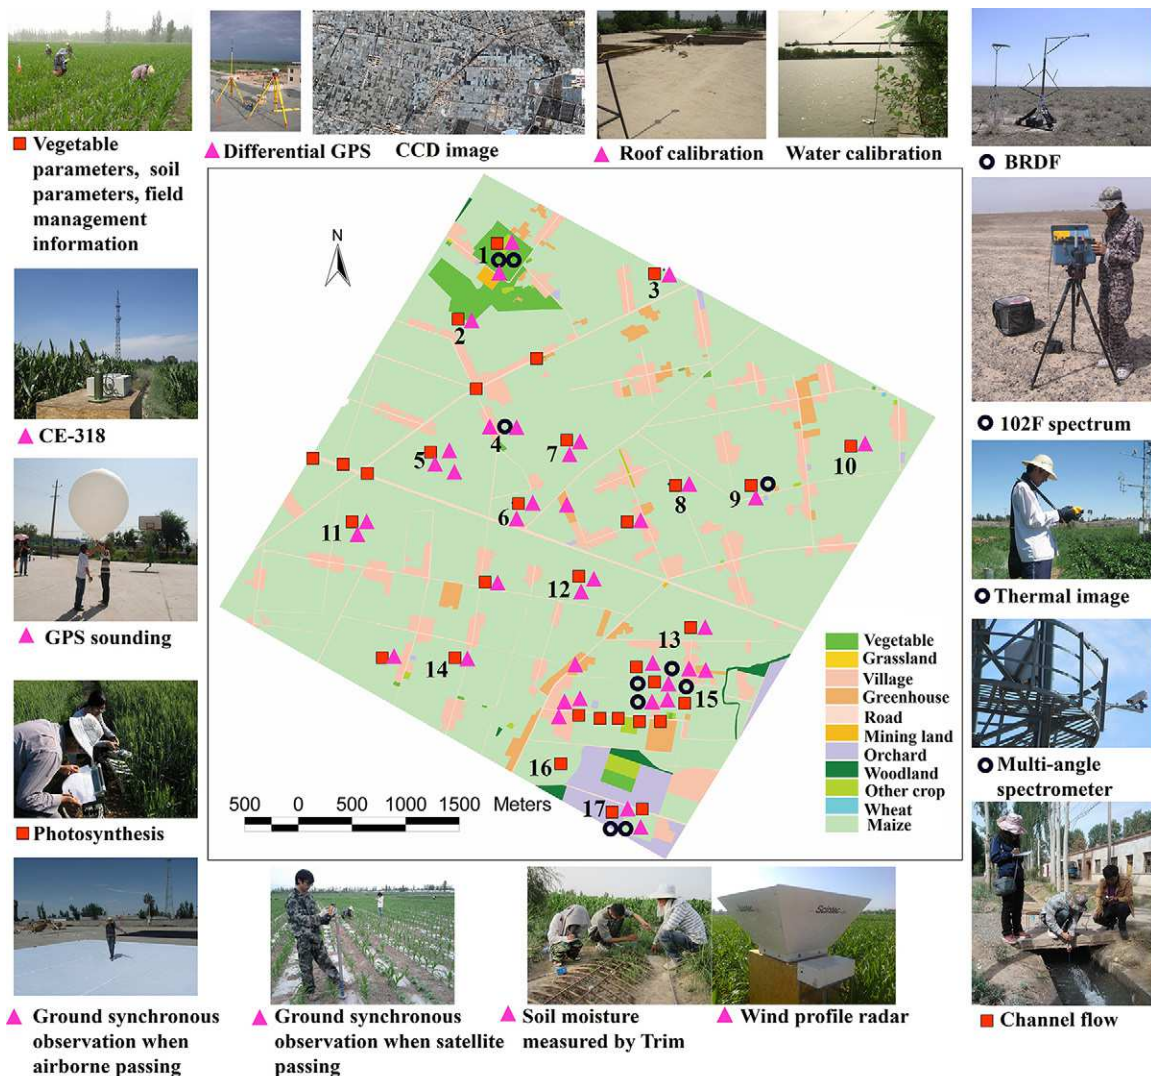 Vegetable
parameters, soil
parameters, field
management
information
Differential GPS
CCD image
Roof calibration
Water calibration
BRDF
102F spectrum
CE-318
GPS sounding
Photosynthesis
Thermal image
Multi-angle
spectrometer
N
1
2
3
4
5
6
7
8
9
10
11
12
13
14
15
16
17
Vegetable
Grassland
Village
Greenhouse
Road
Mining land
Orchard
Woodland
Other crop
Wheat
Maize
500 0 500 1000 1500 Meters
Ground synchronous
observation when
airborne passing
Ground synchronous
observation when satellite
passing
Soil moisture
measured by Trim
Wind profile radar
Channel flow